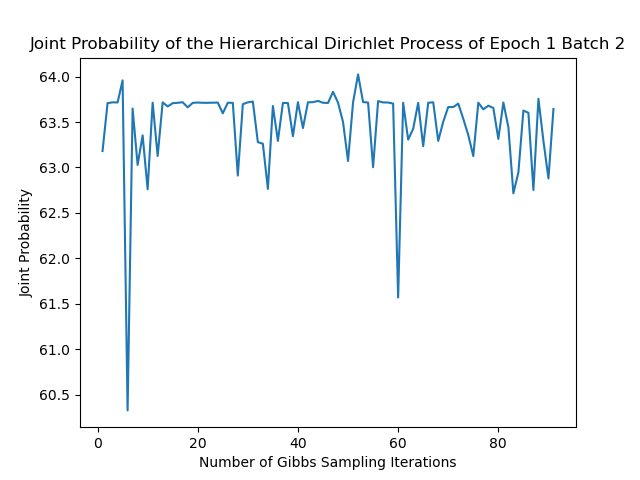 Joint Probability of the Hierarchical Dirichlet Process of Epoch 1 Batch 2
64.0
63.5
63.0
62.5
62.0
61.5
61.0
60.5
Joint Probability
0 20 40 60 80
Number of Gibbs Sampling Iterations